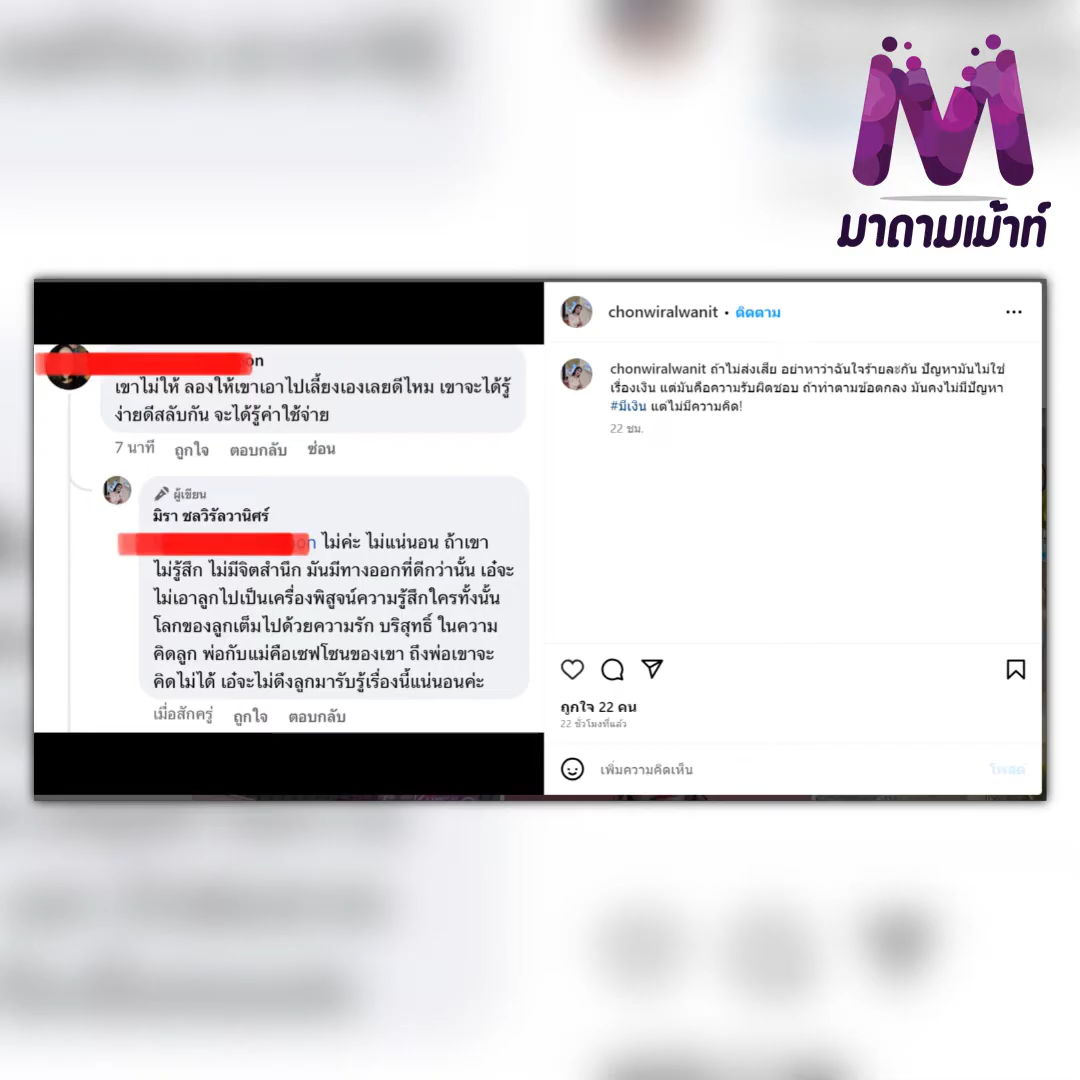 มาดามเม้าท์
on
เขาไม่ให้ ลองให้เขาเอาไปเลี้ยงเองเลยดีไหม เขาจะได้รู้
ง่ายดีสลับกัน จะได้รู้ค่าใช้จ่าย
7 นาที ถูกใจ ตอบกลับ ซ่อน
ผู้เขียน
มิรา ชลวิรัลวานิศร์
on ไม่ค่ะ ไม่แน่นอน ถ้าเขา
ไม่รู้สึก ไม่มีจิตสำนึก มันมีทางออกที่ดีกว่านั้น เอ๋จะ
ไม่เอาลูกไปเป็นเครื่องพิสูจน์ความรู้สึกใครทั้งนั้น
โลกของลูกเต็มไปด้วยความรัก บริสุทธิ์ ในความ
คิดลูก พ่อกับแม่คือเซฟโซนของเขา ถึงพ่อเขาจะ
คิดไม่ได้ เอ๋จะไม่ดึงลูกมารับรู้เรื่องนี้แน่นอนค่ะ
เมื่อสักครู่ ถูกใจ ตอบกลับ
chonwiralwanit • ติดตาม
chonwiralwanit ถ้าไม่ส่งเสีย อย่าหาว่าฉันใจร้ายละกัน ปัญหามันไม่ใช่
เรื่องเงิน แต่มันคือความรับผิดชอบ ถ้าทำตามข้อตกลง มันคงไม่มีปัญหา
#มีเงิน แต่ไม่มีความคิด!
22 ชม.
ถูกใจ 22 คน
22 ชั่วโมงที่แล้ว
เพิ่มความคิดเห็น
โพสต์